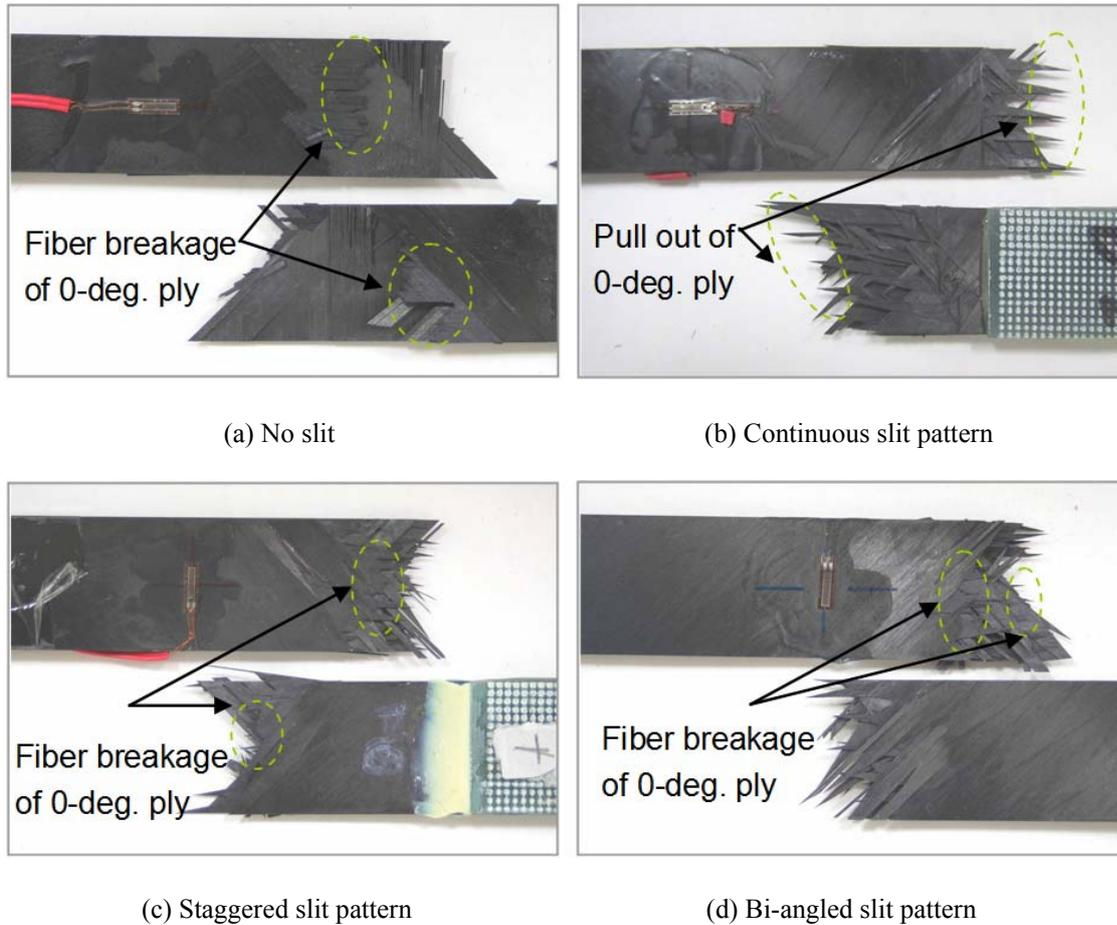 Fiber breakage
of 0-deg. ply
(a) No slit
Pull out of
0-deg. ply
(b) Continuous slit pattern
Fiber breakage
of 0-deg. ply
(c) Staggered slit pattern
Fiber breakage
of 0-deg. ply
(d) Bi-angled slit pattern